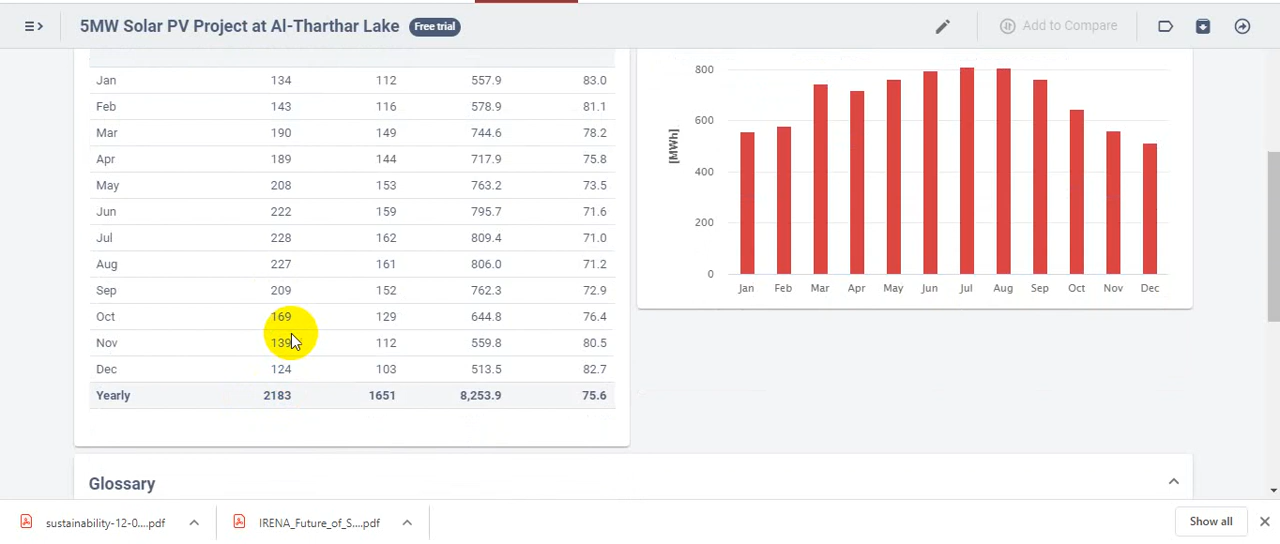 5MW Solar PV Project at Al-Tharthar Lake Free trial
Add to Compare
Jan 134 112 557.9 83.0
Feb 143 116 578.9 81.1
Mar 190 149 744.6 78.2
Apr 189 144 717.9 75.8
May 208 153 763.2 73.5
Jun 222 159 795.7 71.6
Jul 228 162 809.4 71.0
Aug 227 161 806.0 71.2
Sep 209 152 762.3 72.9
Oct 169 129 644.8 76.4
Nov 139 112 559.8 80.5
Dec 124 103 513.5 82.7
Yearly 2183 1651 8,253.9 75.6
[MWh]
800
600
400
200
0
Jan Feb Mar Apr May Jun Jul Aug Sep Oct Nov Dec
Glossary
sustainability-12-0....pdf
IRENA_Future_of_S....pdf
Show all